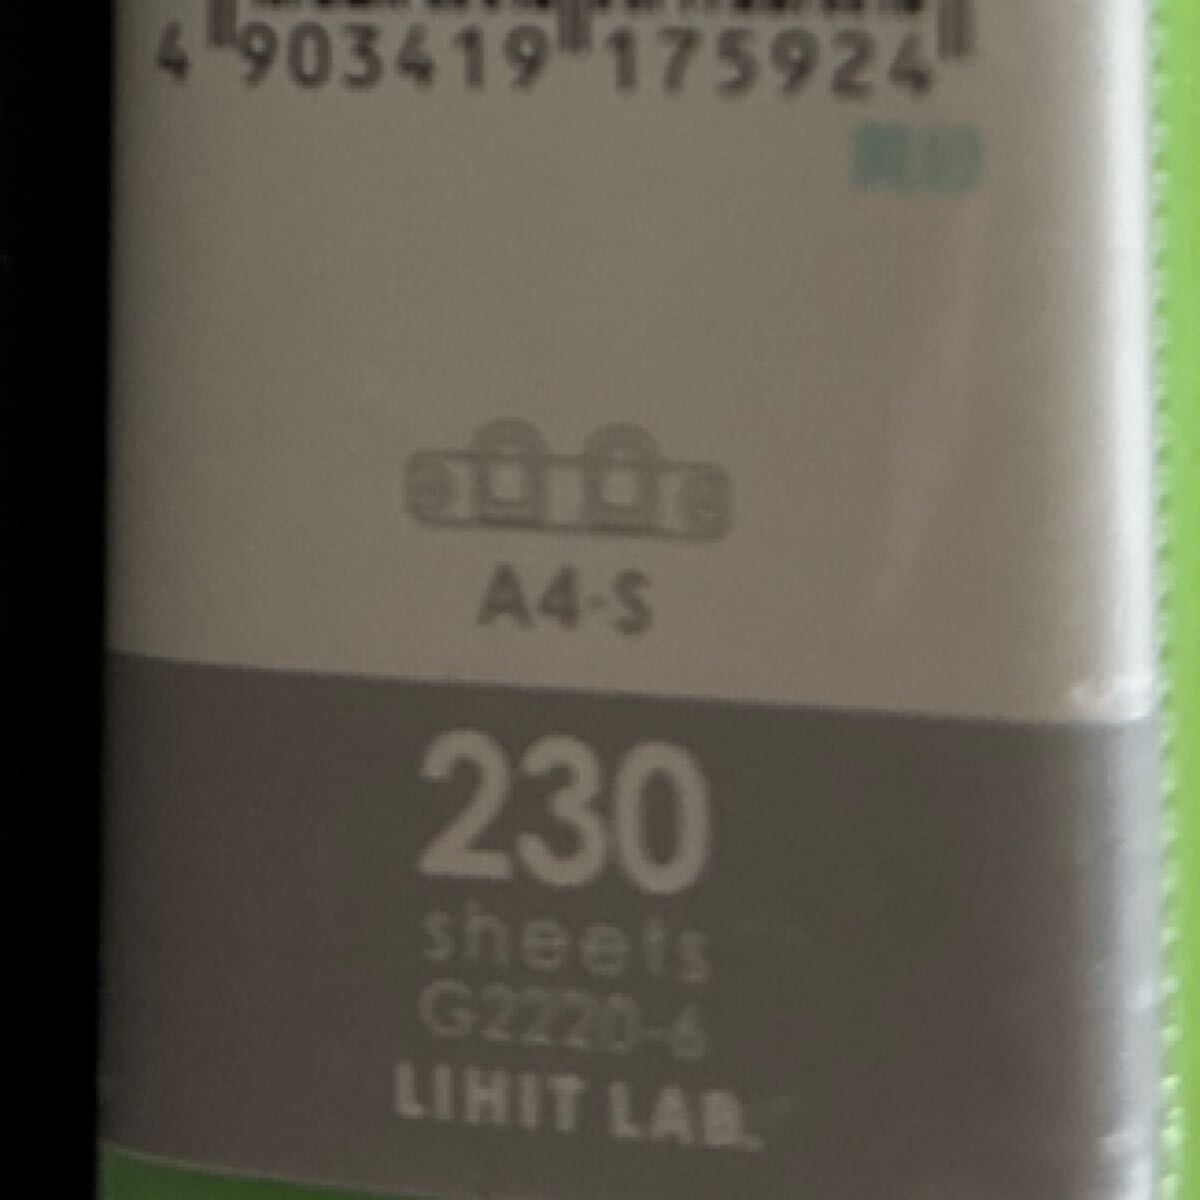 4 903419 175924
A4-S
230
sheets
G2220-6
LIHIT LAB.